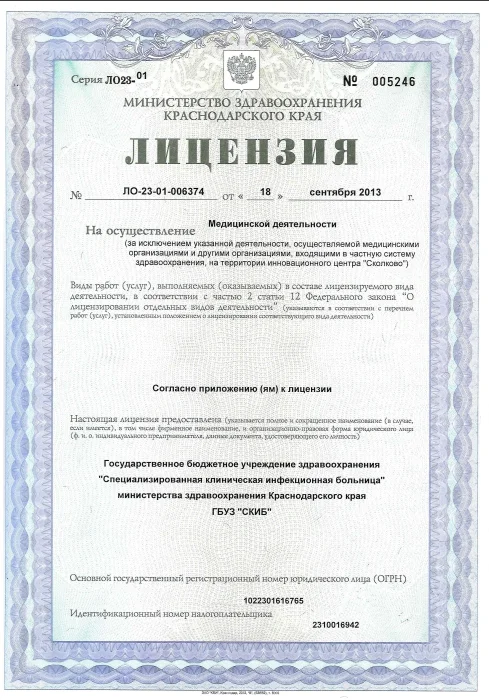 Серия ЛО23-01
№ 005246
МИНИСТЕРСТВО ЗДРАВООХРАНЕНИЯ
КРАСНОДАРСКОГО КРАЯ
ЛИЦЕНЗИЯ
№ ЛО-23-01-006374 от « 18 » сентября 2013 г.
На осуществление Медицинской деятельности
(за исключением указанной деятельности, осуществляемой медицинскими
организациями и другими организациями, входящими в частную систему
здравоохранения, на территории инновационного центра "Сколково")
Виды работ (услуг), выполняемых (оказываемых) в составе лицензируемого вида
деятельности, в соответствии с частью 2 статьи 12 Федерального закона “О
лицензировании отдельных видов деятельности” (указываются в соответствии с перечнем
работ (услуг), установленным положением о лицензировании соответствующего вида деятельности)
Согласно приложению (ям) к лицензии
Настоящая лицензия предоставлена (указывается полное и сокращенное наименование (в случае,
если имеется), в том числе фирменное наименование, и организационно-правовая форма юридического лица
(ф. и. о. индивидуального предпринимателя, данные документа, удостоверяющего его личность)
Государственное бюджетное учреждение здравоохранения
"Специализированная клиническая инфекционная больница"
министерства здравоохранения Краснодарского края
ГБУЗ "СКИБ"
Основной государственный регистрационный номер юридического лица (ОГРН)
1022301616765
Идентификационный номер налогоплательщика
2310016942